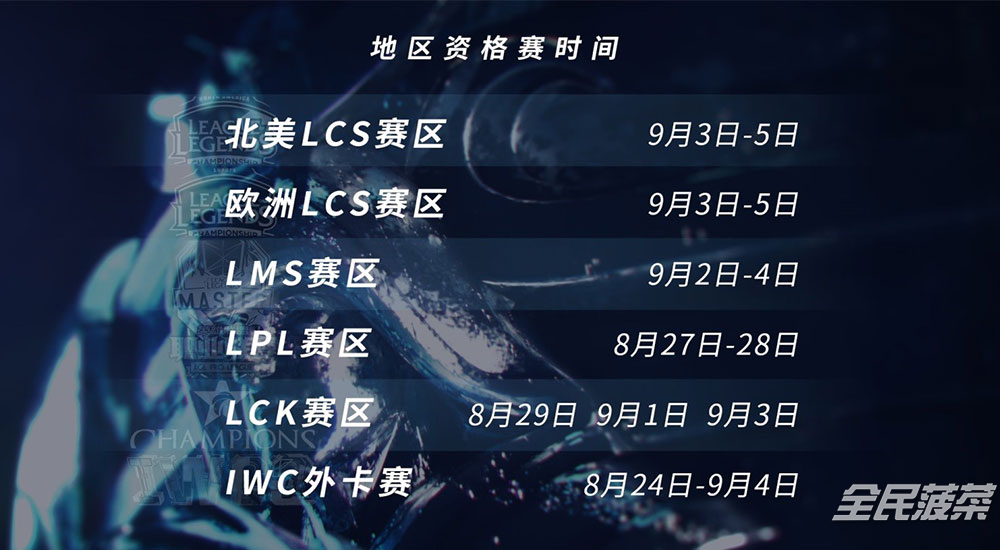 地区资格赛时间
北美LCS赛区 9月3日-5日
欧洲LCS赛区 9月3日-5日
LMS赛区 9月2日-4日
LPL赛区 8月27日-28日
LCK赛区 8月29日 9月1日 9月3日
IWC外卡赛 8月24日-9月4日
LEAGUE
LEGENDS
CHAMPIONSHIP
LEAGUE
LEGENDS
CHAMPIONSHIP
MASTER
CHAMPIONS
全民菠菜